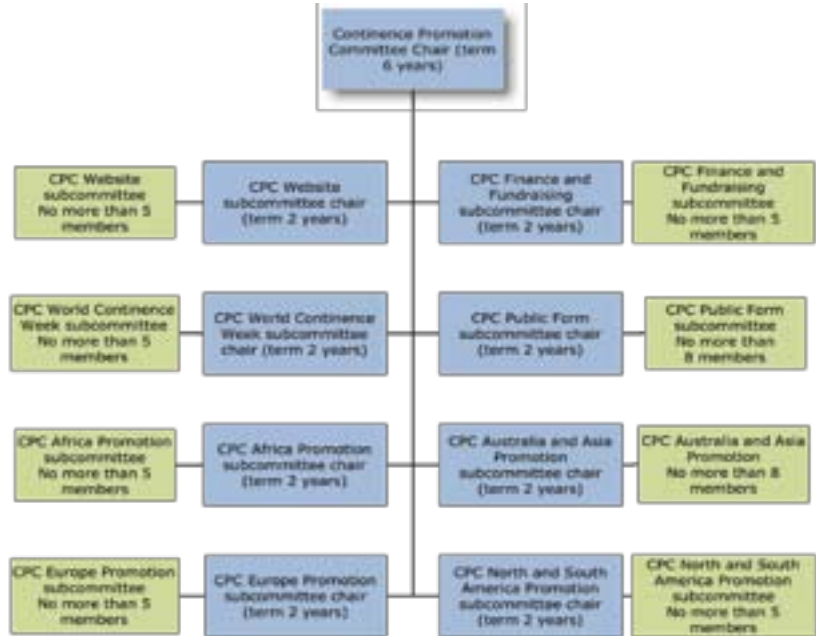 Continence Promotion
Committee Chair (term
6 years)
CPC Website
subcommittee
No more than 5
members
CPC Website
subcommittee chair
(term 2 years)
CPC Finance and
Fundraising
subcommittee chair
(term 2 years)
CPC Finance and
Fundraising
subcommittee
No more than 5
members
CPC World Continence
Week subcommittee
No more than 5
members
CPC World Continence
Week subcommittee
chair (term 2 years)
CPC Public Form
subcommittee chair
(term 2 years)
CPC Public Form
subcommittee
No more than
8 members
CPC Africa Promotion
subcommittee
No more than 5
members
CPC Africa Promotion
subcommittee chair
(term 2 years)
CPC Australia and Asia
Promotion
subcommittee chair
(term 2 years)
CPC Australia and Asia
Promotion
No more than 8
members
CPC Europe Promotion
subcommittee
No more than 5
members
CPC Europe Promotion
subcommittee chair
(term 2 years)
CPC North and South
America Promotion
subcommittee chair
(term 2 years)
CPC North and South
America Promotion
subcommittee
No more than 5
members